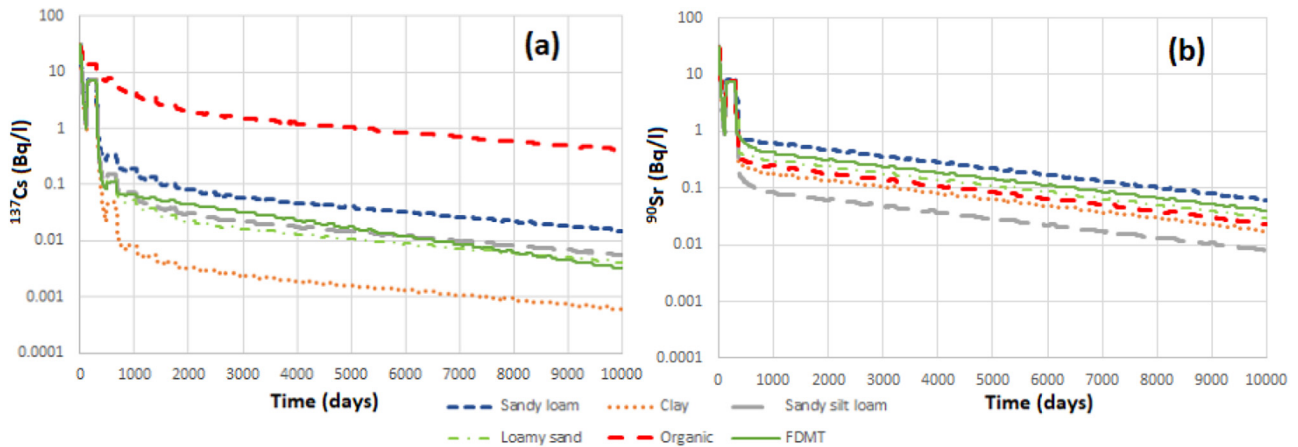 100
10
1
0.1
0.01
0.001
0.0001
¹³⁷Cs (Bq/l)
(a)
0 1000 2000 3000 4000 5000 6000 7000 8000 9000 10000
Time (days)
100
10
1
0.1
0.01
0.001
0.0001
⁹⁰Sr (Bq/l)
(b)
0 1000 2000 3000 4000 5000 6000 7000 8000 9000 10000
Time (days)
Sandy loam Clay Sandy silt loam
Loamy sand Organic FDMT